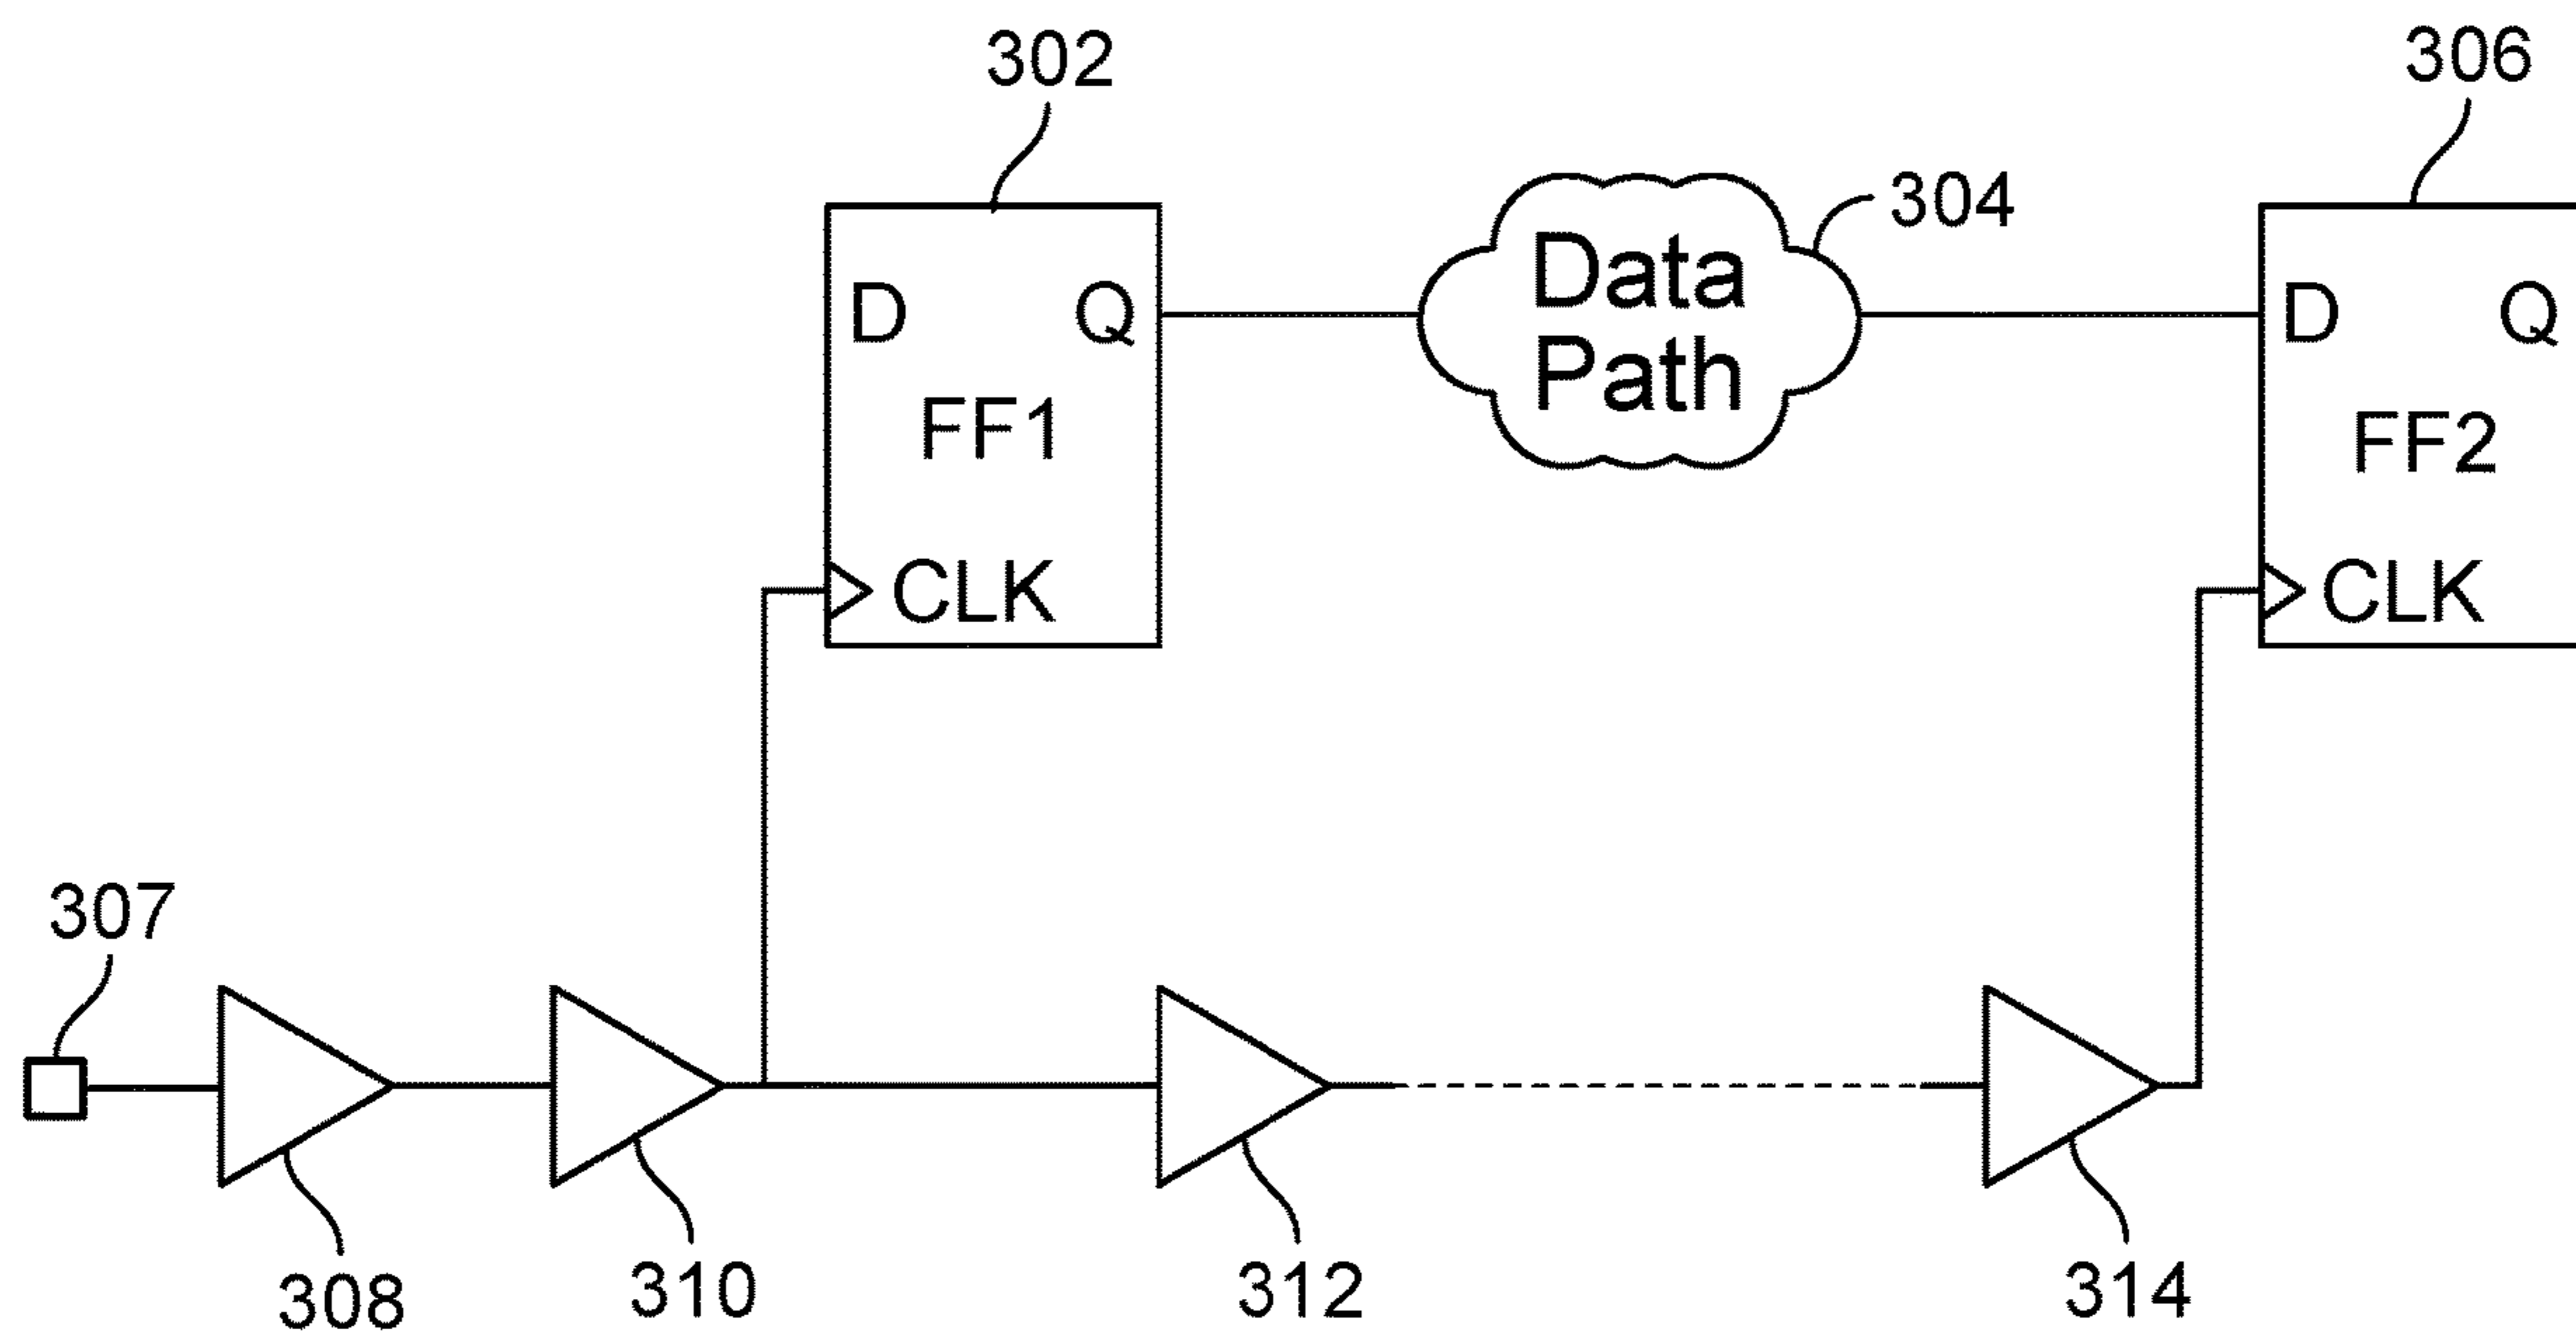 302
306
304
D Q
FF1
CLK
Data
Path
D Q
FF2
CLK
307
308
310
312
314